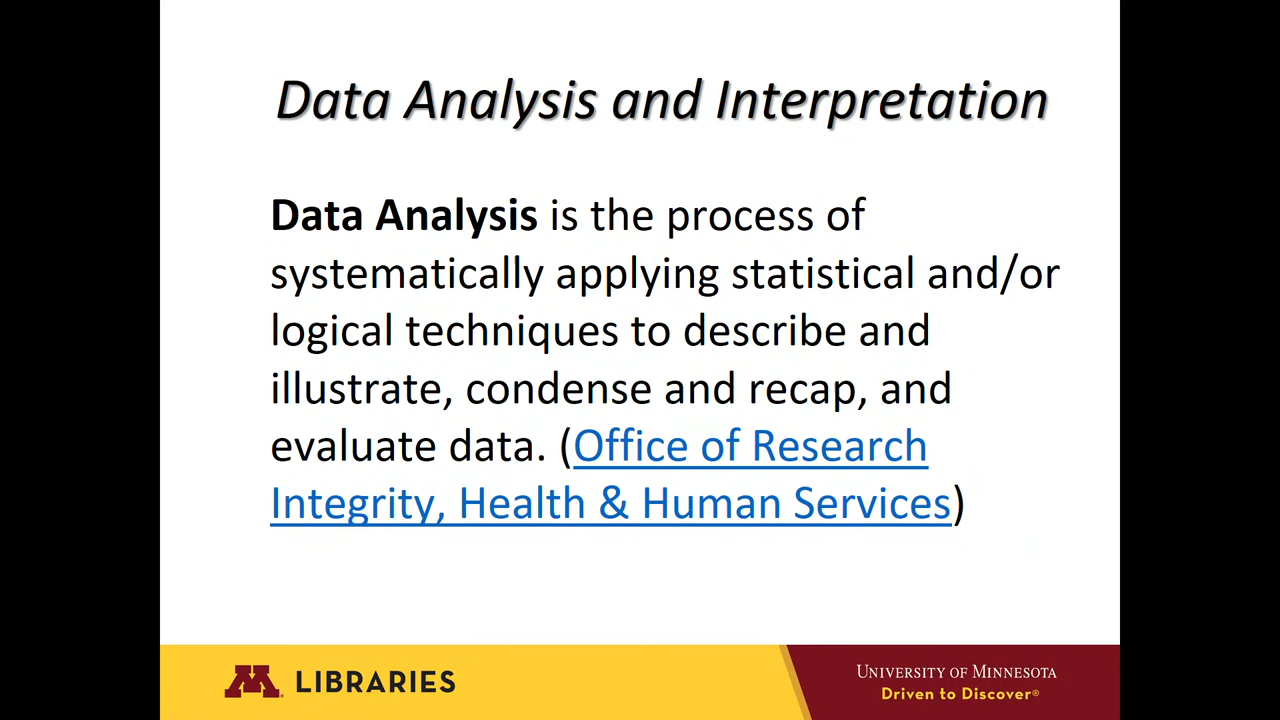 Data Analysis and Interpretation
Data Analysis is the process of
systematically applying statistical and/or
logical techniques to describe and
illustrate, condense and recap, and
evaluate data. (Office of Research
Integrity, Health & Human Services)
M LIBRARIES
UNIVERSITY OF MINNESOTA
Driven to Discover®